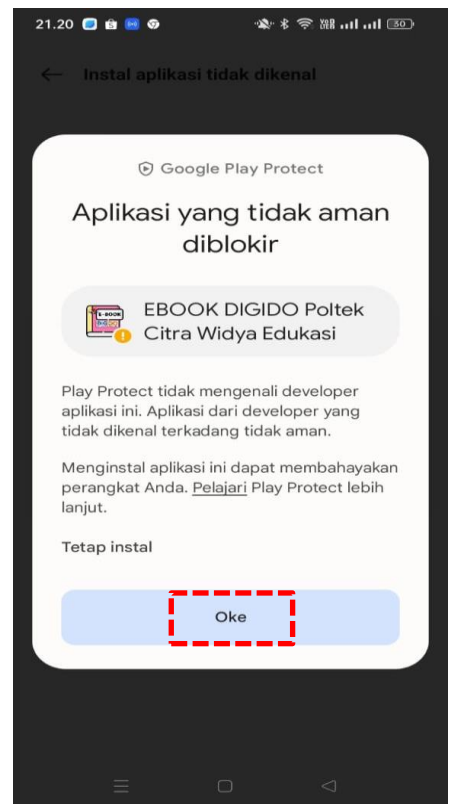 21.20
30
Instal aplikasi tidak dikenal
Google Play Protect
Aplikasi yang tidak aman
diblokir
E-BOOK
EBOOK DIGIDO Poltek
Citra Widya Edukasi
Play Protect tidak mengenali developer
aplikasi ini. Aplikasi dari developer yang
tidak dikenal terkadang tidak aman.
Menginstal aplikasi ini dapat membahayakan
perangkat Anda. Pelajari Play Protect lebih
lanjut.
Tetap instal
Oke